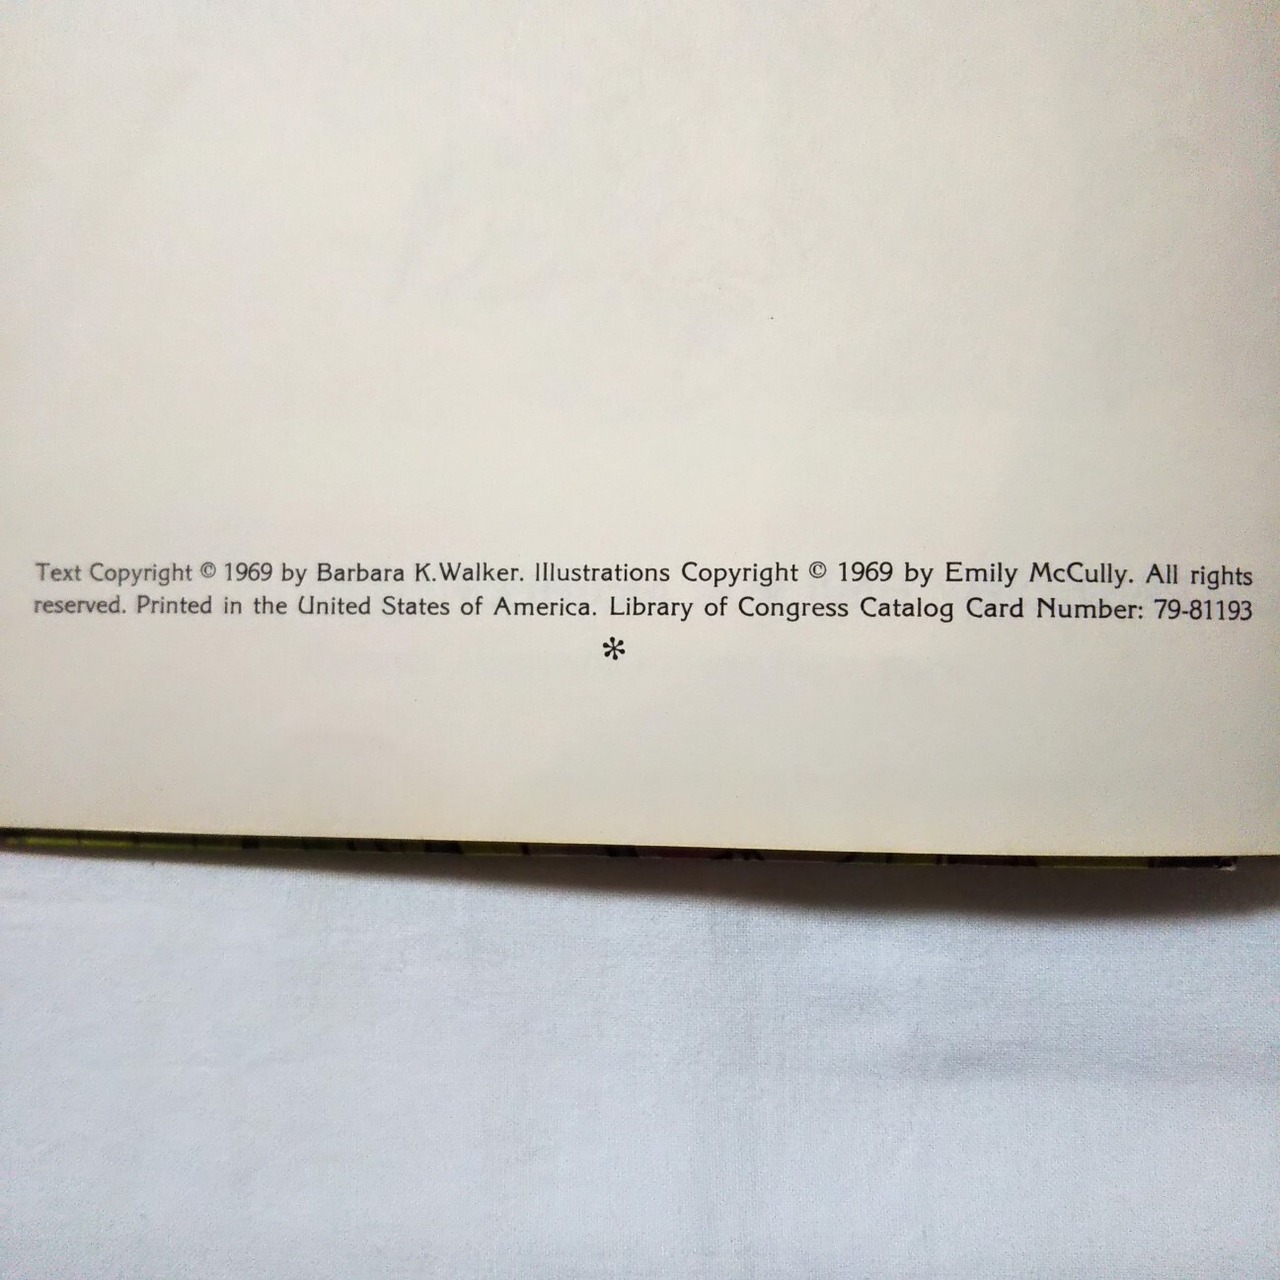 Text Copyright © 1969 by Barbara K.Walker. Illustrations Copyright © 1969 by Emily McCully. All rights
reserved. Printed in the United States of America. Library of Congress Catalog Card Number: 79-81193
*